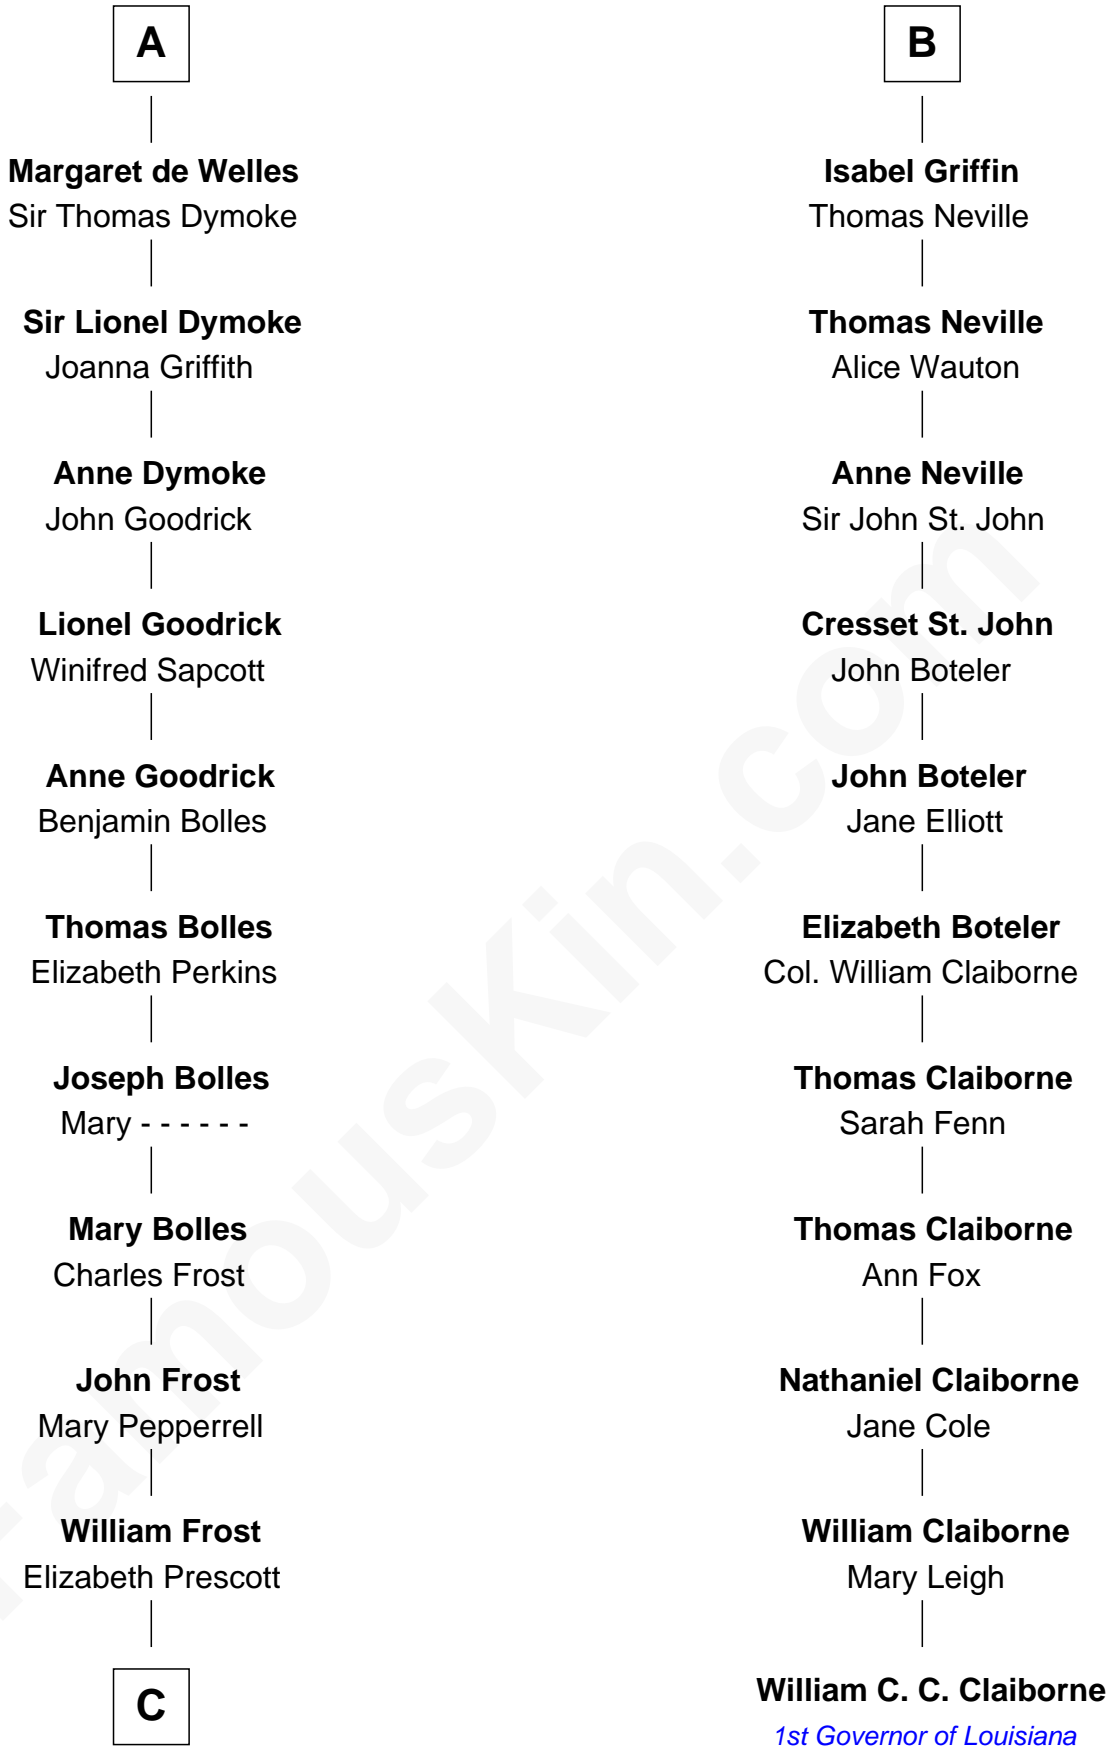 A
Margaret de Welles
Sir Thomas Dymoke
Sir Lionel Dymoke
Joanna Griffith
Anne Dymoke
John Goodrick
Lionel Goodrick
Winifred Sapcott
Anne Goodrick
Benjamin Bolles
Thomas Bolles
Elizabeth Perkins
Joseph Bolles
Mary - - - - - -
Mary Bolles
Charles Frost
John Frost
Mary Pepperrell
William Frost
Elizabeth Prescott
C
B
Isabel Griffin
Thomas Neville
Thomas Neville
Alice Wauton
Anne Neville
Sir John St. John
Cresset St. John
John Boteler
John Boteler
Jane Elliott
Elizabeth Boteler
Col. William Claiborne
Thomas Claiborne
Sarah Fenn
Thomas Claiborne
Ann Fox
Nathaniel Claiborne
Jane Cole
William Claiborne
Mary Leigh
William C. C. Claiborne
1st Governor of Louisiana
FamousKin.com